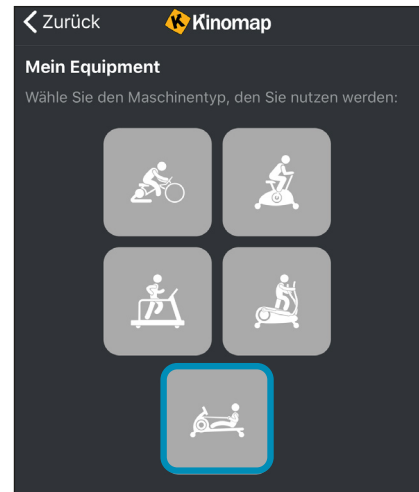 Zurück
Kinomap
Mein Equipment
Wähle Sie den Maschinentyp, den Sie nutzen werden: